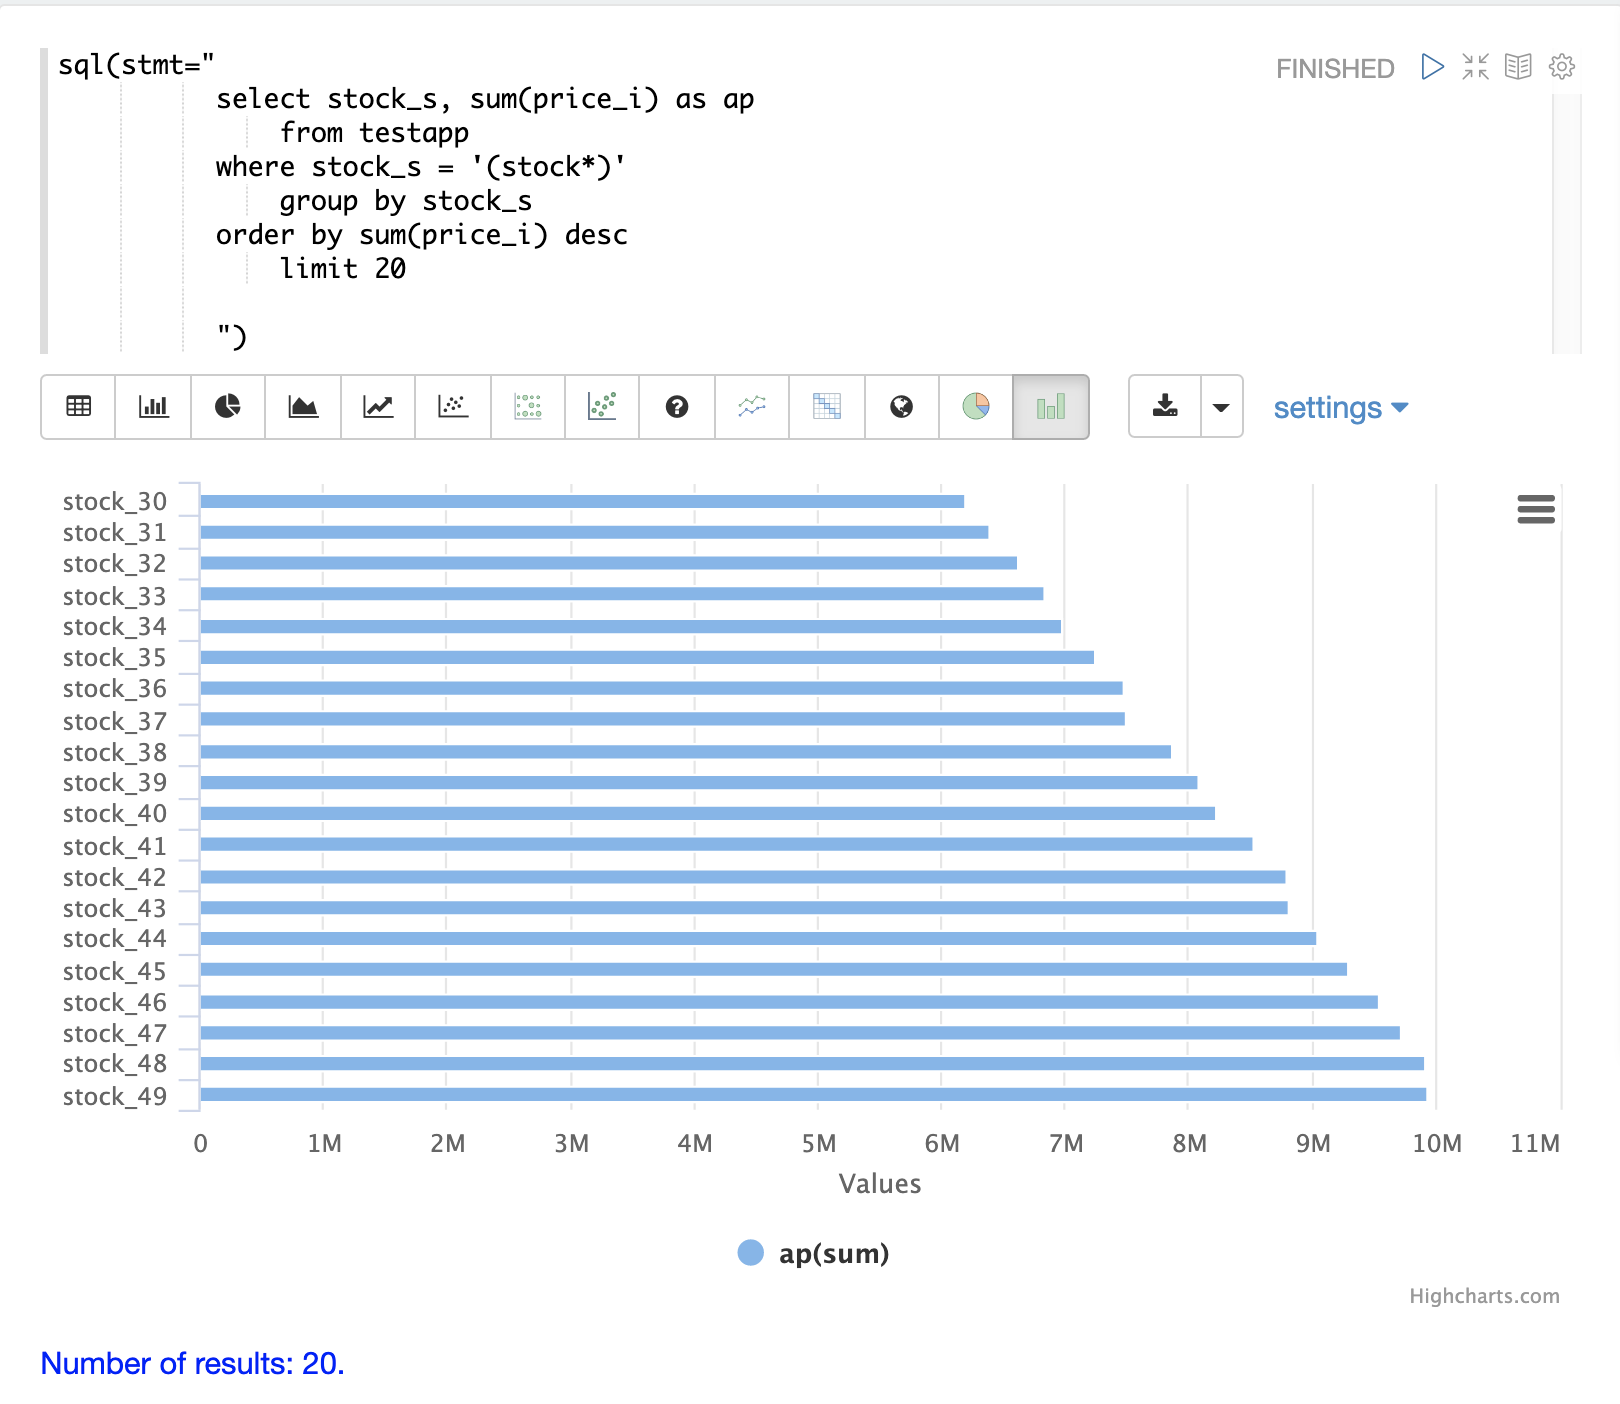 sql(stmt="
select stock_s, sum(price_i) as ap
from testapp
where stock_s = '(stock*)'
group by stock_s
order by sum(price_i) desc
limit 20
")
FINISHED
settings
stock_30
stock_31
stock_32
stock_33
stock_34
stock_35
stock_36
stock_37
stock_38
stock_39
stock_40
stock_41
stock_42
stock_43
stock_44
stock_45
stock_46
stock_47
stock_48
stock_49
0 1M 2M 3M 4M 5M 6M 7M 8M 9M 10M 11M
Values
ap(sum)
Highcharts.com
Number of results: 20.